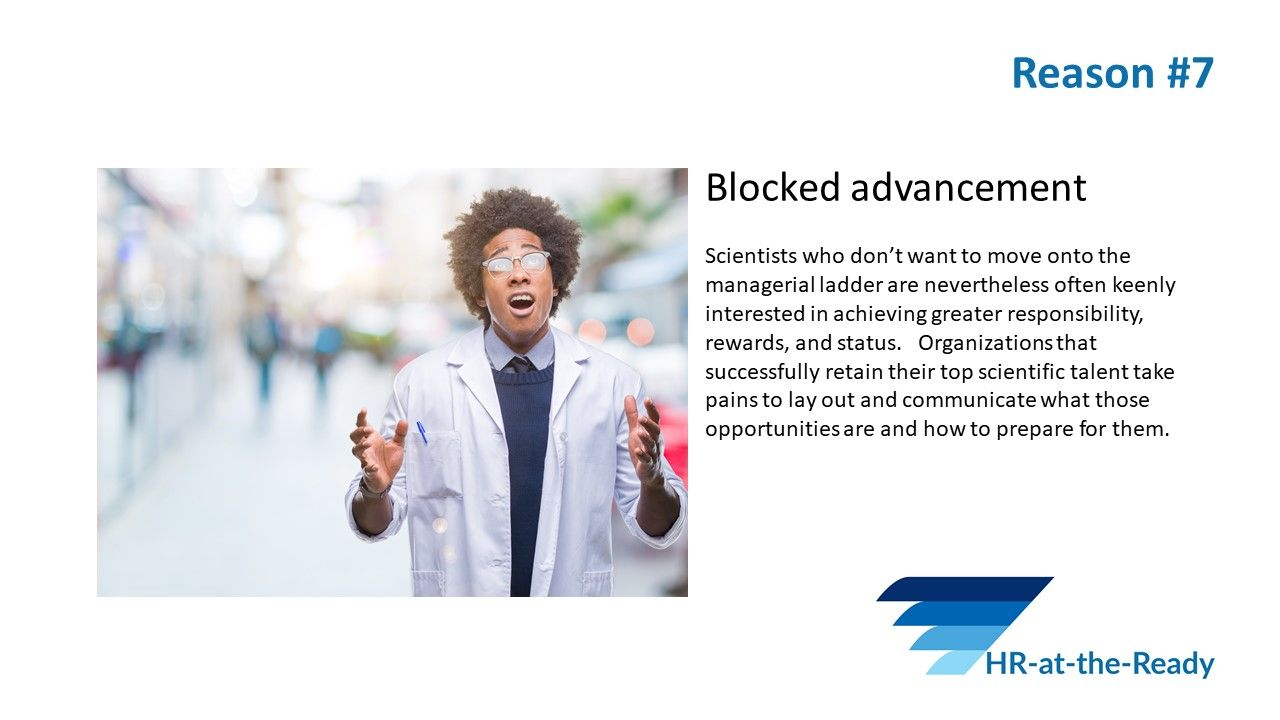 Reason #7
Blocked advancement
Scientists who don’t want to move onto the
managerial ladder are nevertheless often keenly
interested in achieving greater responsibility,
rewards, and status.   Organizations that
successfully retain their top scientific talent take
pains to lay out and communicate what those
opportunities are and how to prepare for them.
HR-at-the-Ready